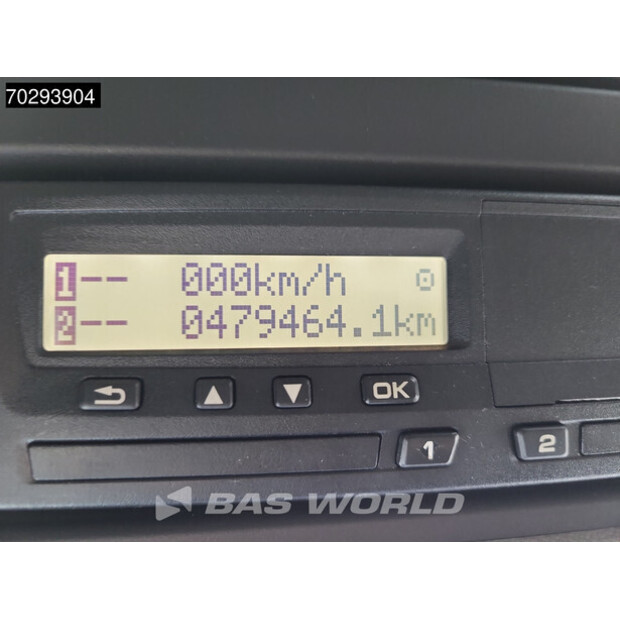 70293904
1-- 000km/h ⊙
2-- 0479464.1km
OK
1 2
BAS WORLD